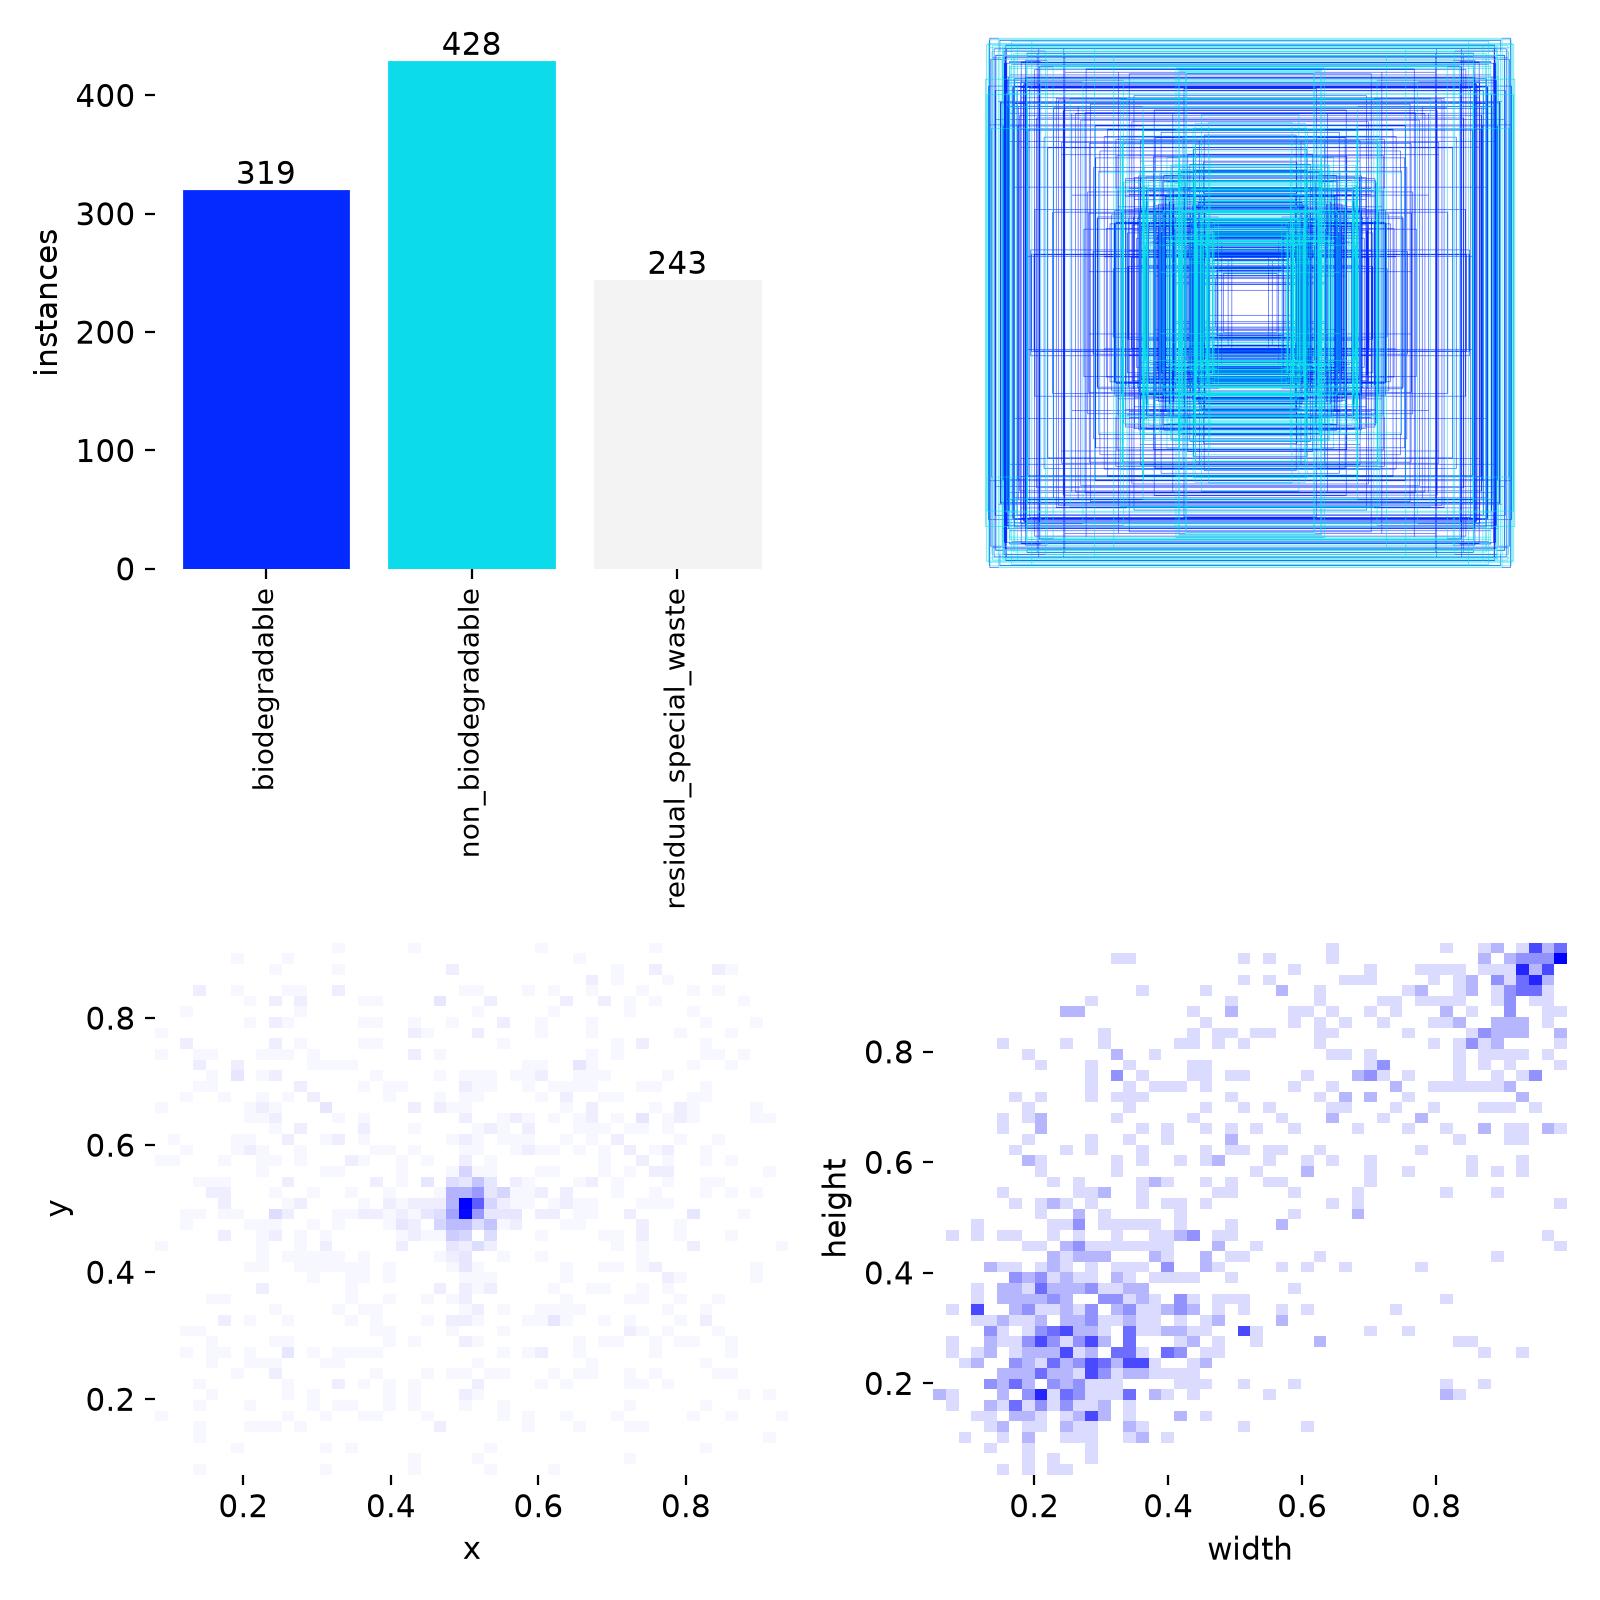 428
319
243
400
300
200
100
0
instances
biodegradable
non_biodegradable
residual_special_waste
0.8
0.6
0.4
0.2
y
0.2 0.4 0.6 0.8
x
0.8
0.6
0.4
0.2
height
0.2 0.4 0.6 0.8
width